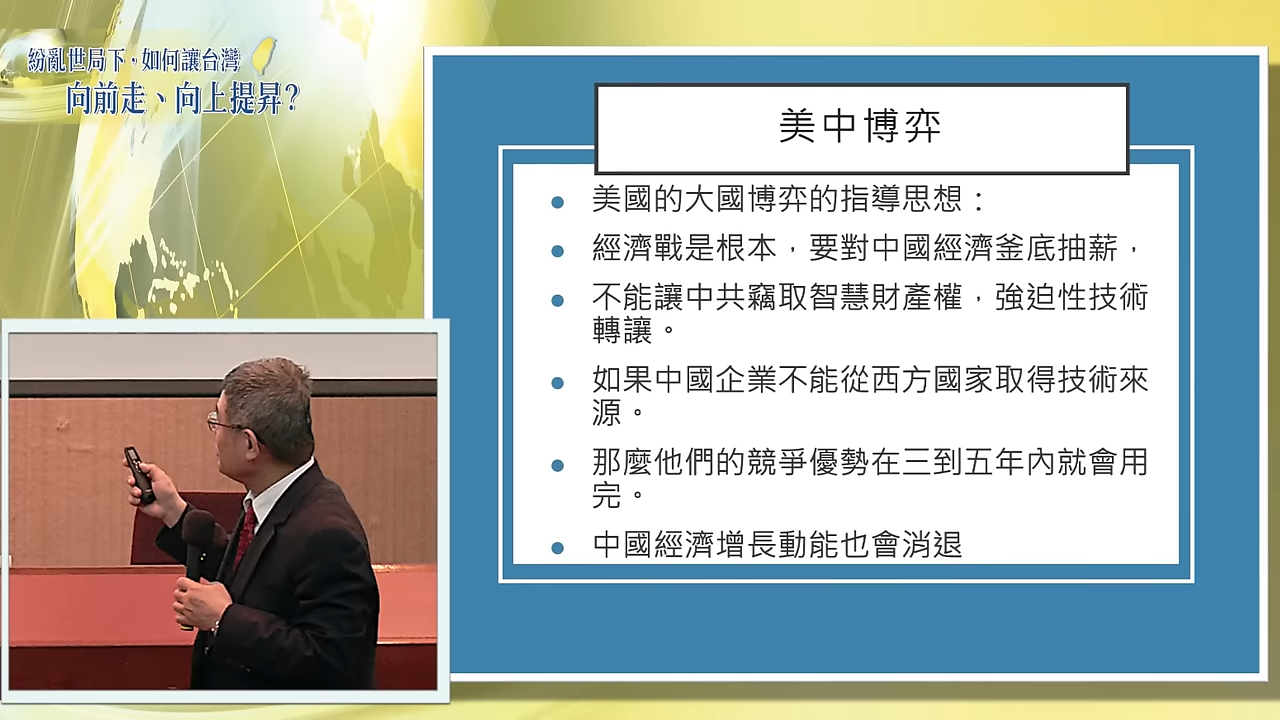 紛亂世局下，如何讓台灣
向前走、向上提昇？
美中博弈
美國的大國博弈的指導思想：
經濟戰是根本，要對中國經濟釜底抽薪，
不能讓中共竊取智慧財產權，強迫性技術
轉讓。
如果中國企業不能從西方國家取得技術來
源。
那麼他們的競爭優勢在三到五年內就會用
完。
中國經濟增長動能也會消退